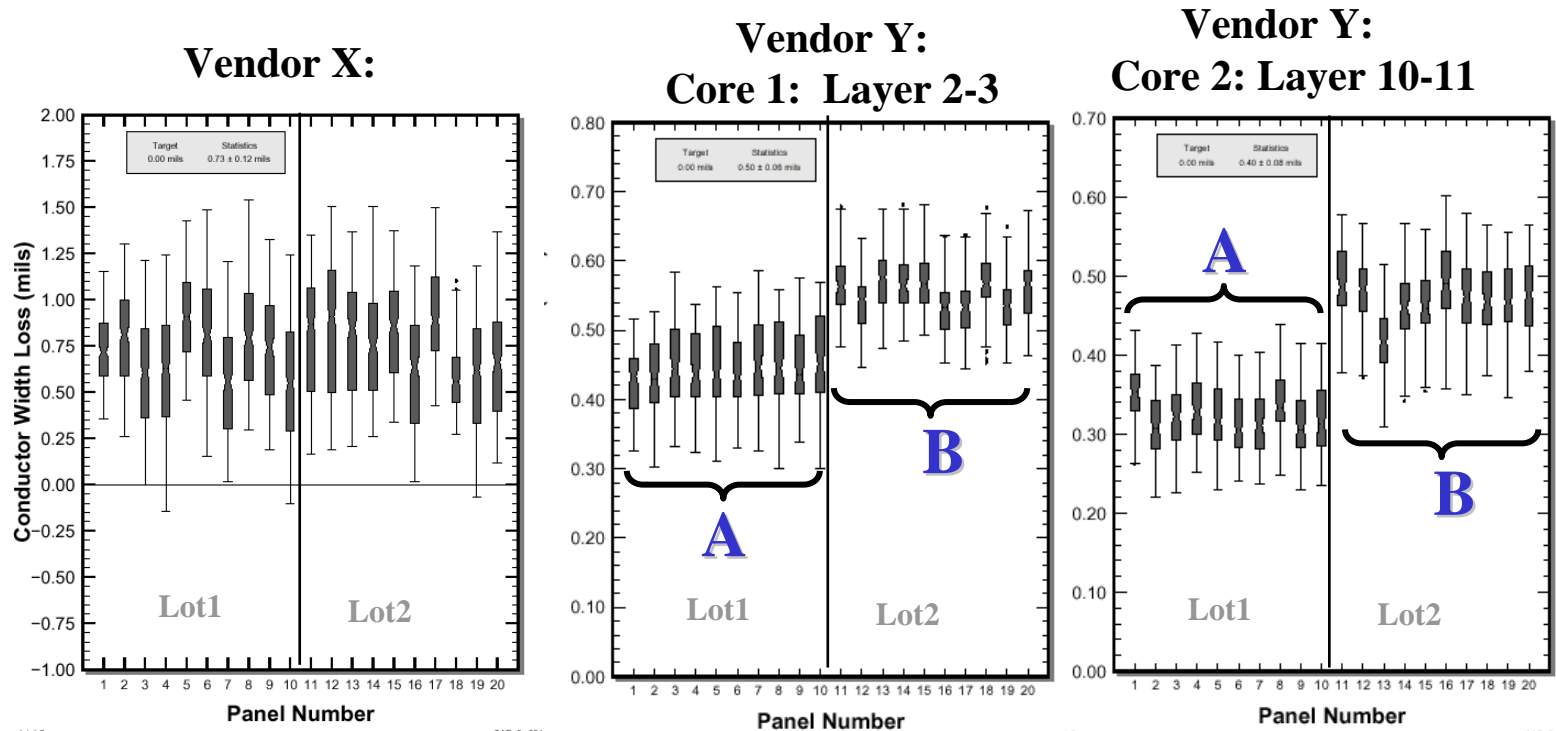 Vendor X:
Vendor Y:
Core 1: Layer 2-3
Vendor Y:
Core 2: Layer 10-11
Conductor Width Loss (mils)
2.00
1.75
1.50
1.25
1.00
0.75
0.50
0.25
0.00
−0.25
−0.50
−0.75
−1.00
Target Statistics
0.00 mils 0.73 ± 0.12 mils
Lot1 Lot2
1 2 3 4 5 6 7 8 9 10 11 12 13 14 15 16 17 18 19 20
Panel Number
0.80
0.70
0.60
0.50
0.40
0.30
0.20
0.10
0.00
Target Statistics
0.00 mils 0.50 ± 0.06 mils
A
B
Lot1 Lot2
1 2 3 4 5 6 7 8 9 10 11 12 13 14 15 16 17 18 19 20
Panel Number
0.70
0.60
0.50
0.40
0.30
0.20
0.10
0.00
Target Statistics
0.00 mils 0.40 ± 0.08 mils
A
B
Lot1 Lot2
1 2 3 4 5 6 7 8 9 10 11 12 13 14 15 16 17 18 19 20
Panel Number